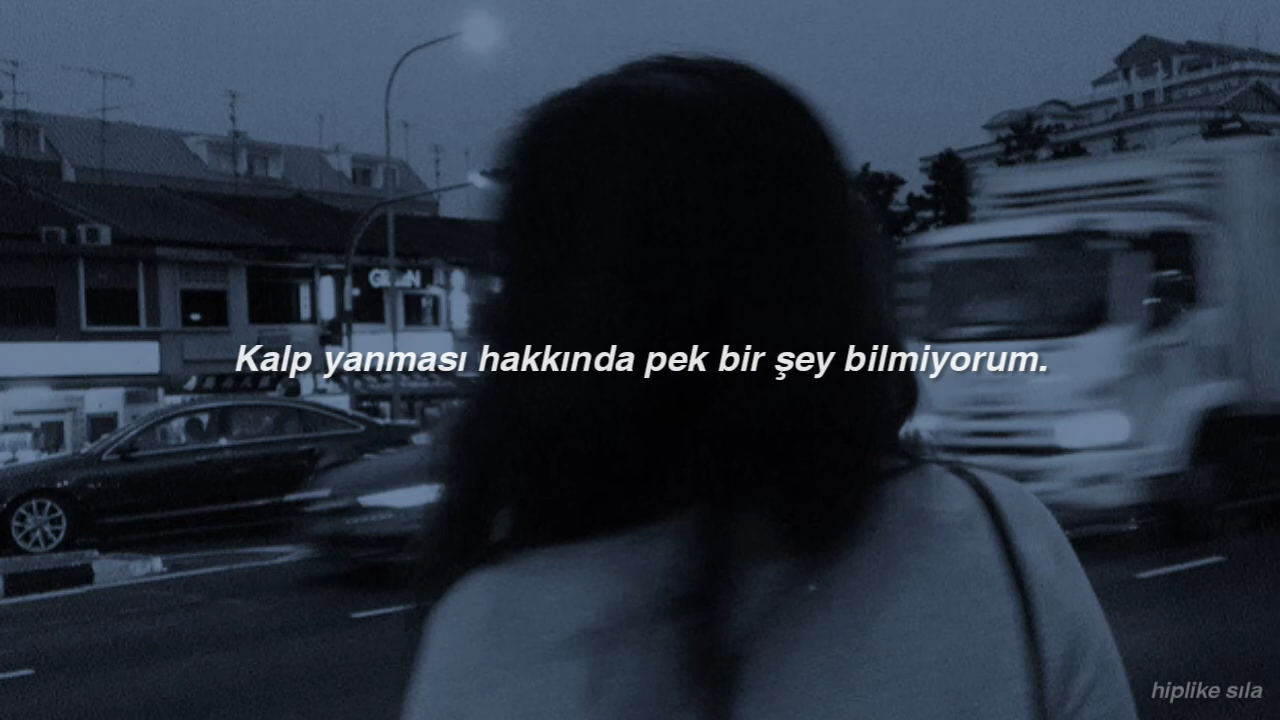 Kalp yanması hakkında pek bir şey bilmiyorum.
hiplike sıla